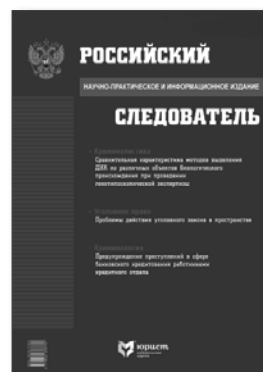 РОССИЙСКИЙ
НАУЧНО-ПРАКТИЧЕСКОЕ И ИНФОРМАЦИОННОЕ ИЗДАНИЕ
СЛЕДОВАТЕЛЬ
- Криминалистика
Сравнительная характеристика методов выделения
ДНК из различных объектов биологического
происхождения при проведении
генотипоскопической экспертизы
- Уголовное право
Проблемы действия уголовного закона в пространстве
- Криминология
Предупреждение преступлений в сфере
банковского кредитования работниками
кредитного отдела
юрист